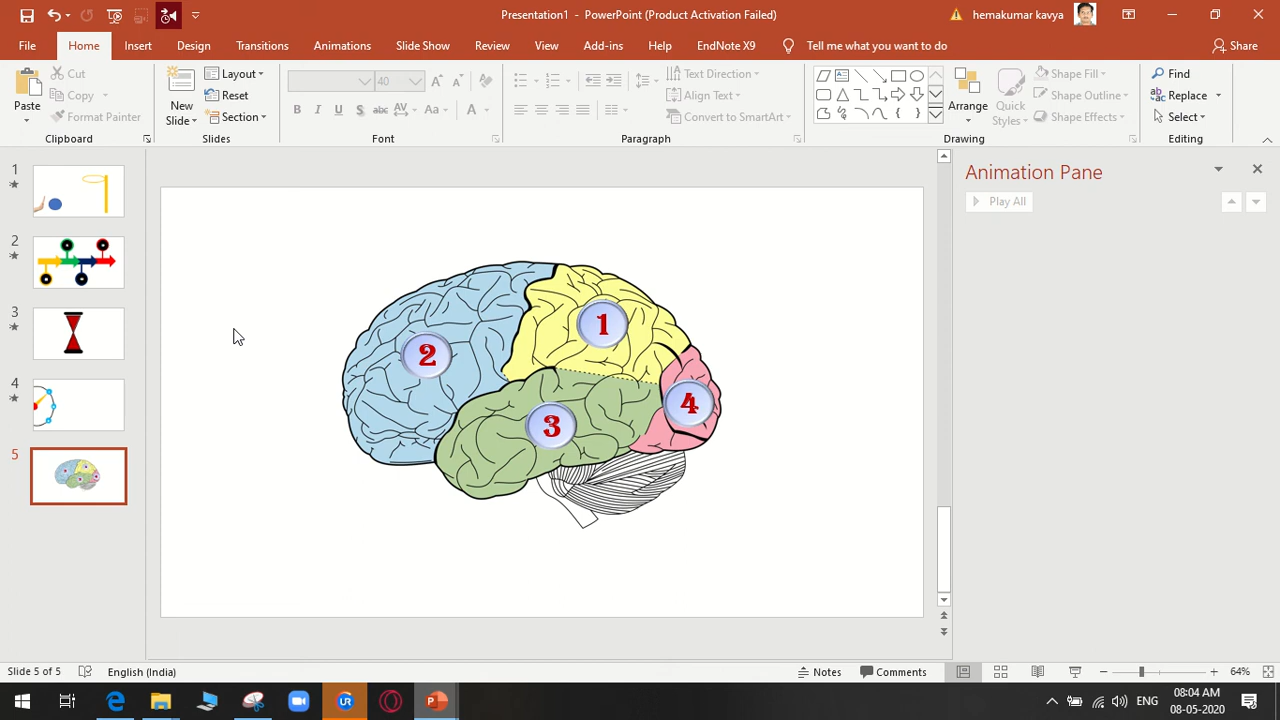 Presentation1 - PowerPoint (Product Activation Failed)
hemakumar kavya
File Home Insert Design Transitions Animations Slide Show Review View Add-ins Help EndNote X9 Tell me what you want to do Share
Paste
Cut
Copy
Format Painter
Clipboard
New Slide
Layout
Reset
Section
Slides
40
B I U S abc AV Aa A
Font
Text Direction
Align Text
Convert to SmartArt
Paragraph
Arrange
Quick Styles
Shape Fill
Shape Outline
Shape Effects
Drawing
Find
Replace
Select
Editing
1
2
3
4
5
1
2
3
4
Animation Pane
Play All
Slide 5 of 5 English (India) Notes Comments 64%
ENG
08:04 AM
08-05-2020